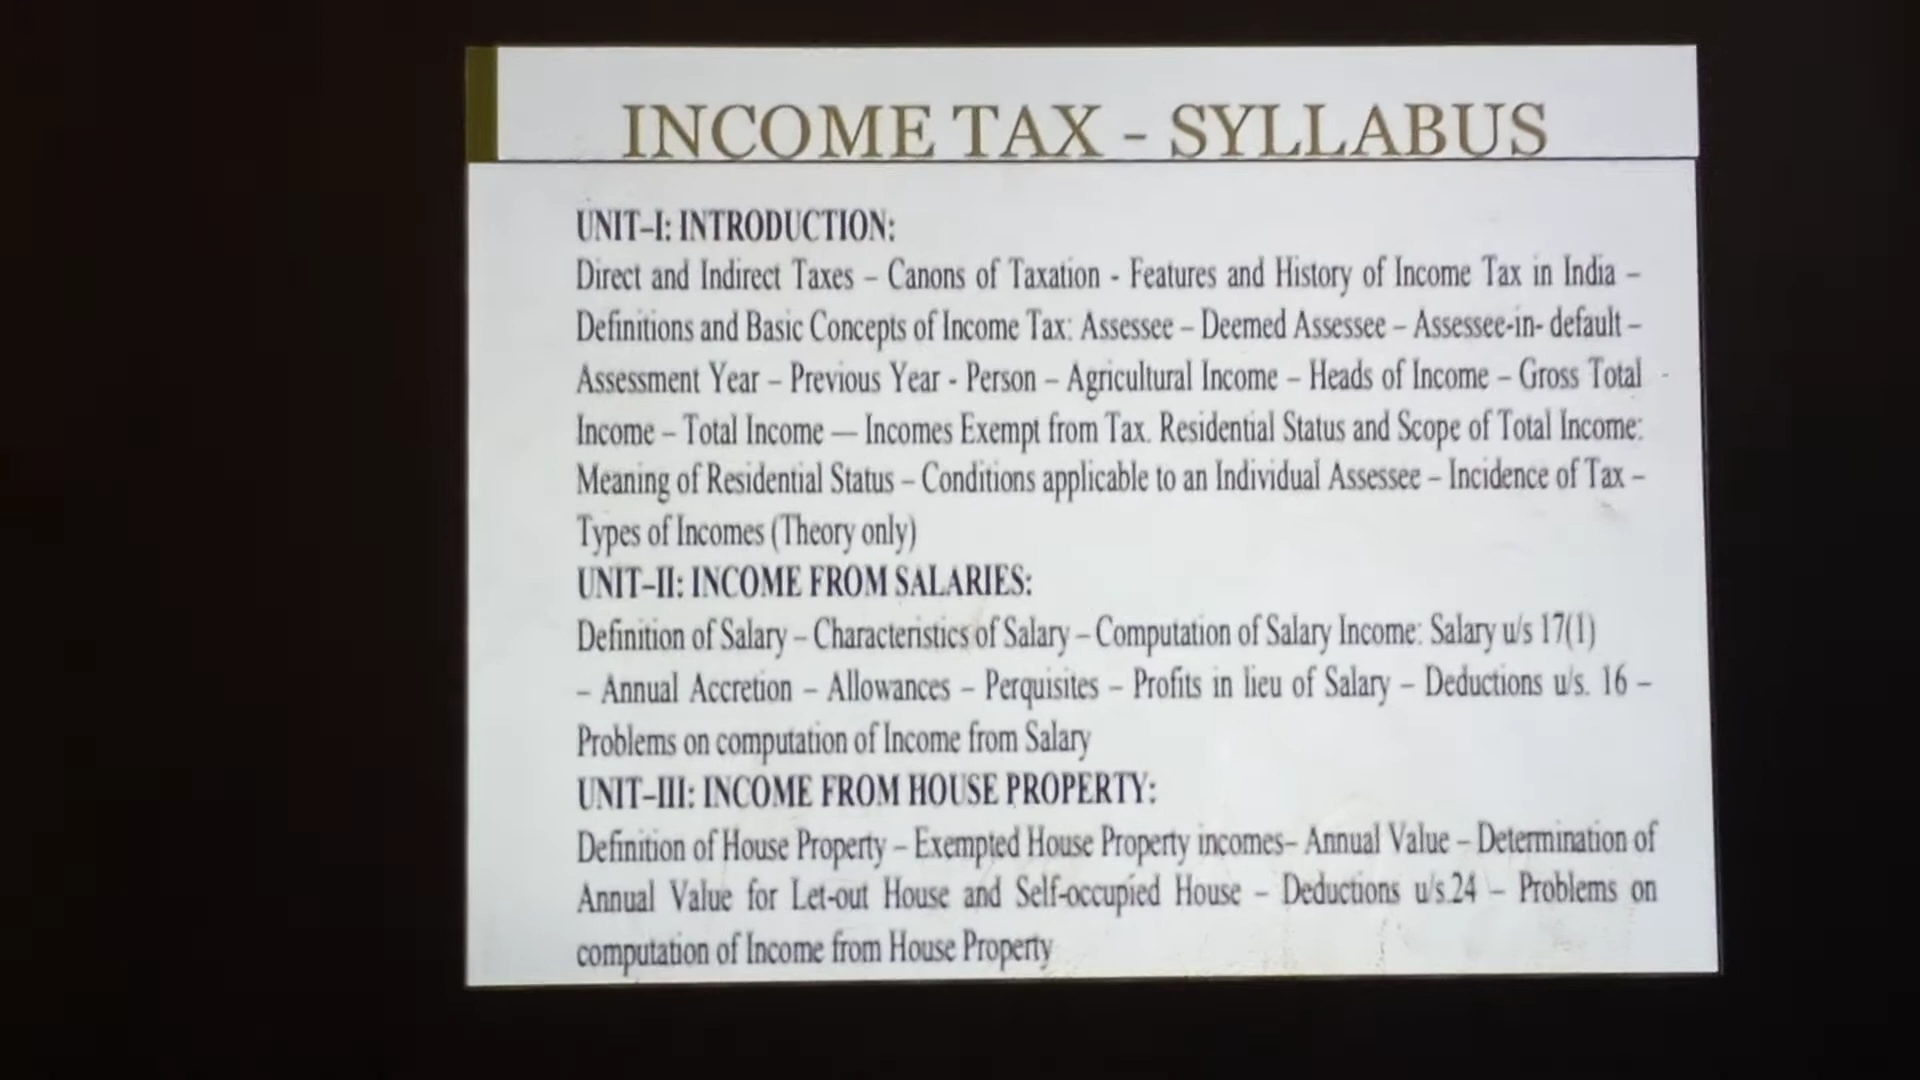 INCOME TAX - SYLLABUS
UNIT–I: INTRODUCTION:
Direct and Indirect Taxes – Canons of Taxation - Features and History of Income Tax in India –
Definitions and Basic Concepts of Income Tax: Assessee – Deemed Assessee – Assessee-in- default –
Assessment Year – Previous Year - Person – Agricultural Income – Heads of Income – Gross Total
Income – Total Income — Incomes Exempt from Tax. Residential Status and Scope of Total Income:
Meaning of Residential Status – Conditions applicable to an Individual Assessee – Incidence of Tax –
Types of Incomes (Theory only)
UNIT–II: INCOME FROM SALARIES:
Definition of Salary – Characteristics of Salary – Computation of Salary Income: Salary u/s 17(1)
– Annual Accretion – Allowances – Perquisites – Profits in lieu of Salary – Deductions u/s. 16 –
Problems on computation of Income from Salary
UNIT–III: INCOME FROM HOUSE PROPERTY:
Definition of House Property – Exempted House Property incomes– Annual Value – Determination of
Annual Value for Let-out House and Self-occupied House – Deductions u/s.24 – Problems on
computation of Income from House Property